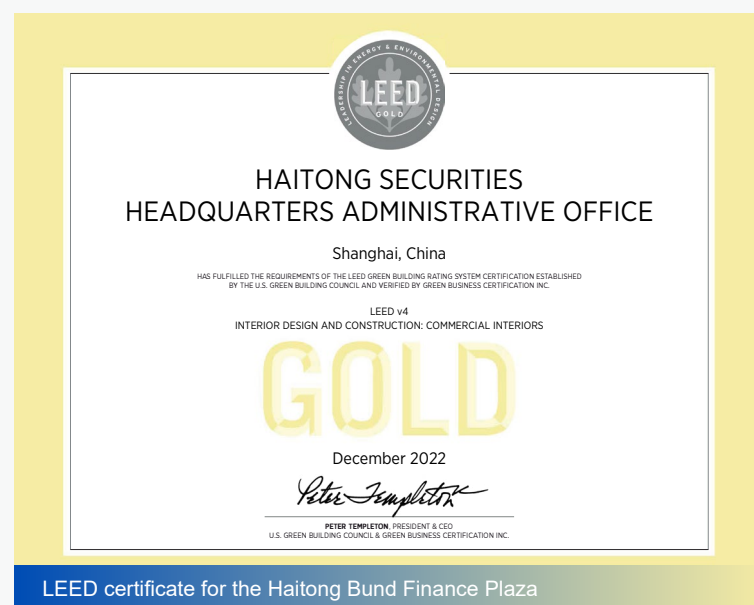 LEADERSHIP IN ENERGY & ENVIRONMENTAL DESIGN
LEED
GOLD
HAITONG SECURITIES
HEADQUARTERS ADMINISTRATIVE OFFICE
Shanghai, China
HAS FULFILLED THE REQUIREMENTS OF THE LEED GREEN BUILDING RATING SYSTEM CERTIFICATION ESTABLISHED
BY THE U.S. GREEN BUILDING COUNCIL AND VERIFIED BY GREEN BUSINESS CERTIFICATION INC.
LEED v4
INTERIOR DESIGN AND CONSTRUCTION: COMMERCIAL INTERIORS
GOLD
December 2022
Peter Templeton
PETER TEMPLETON, PRESIDENT & CEO
U.S. GREEN BUILDING COUNCIL & GREEN BUSINESS CERTIFICATION INC.
LEED certificate for the Haitong Bund Finance Plaza